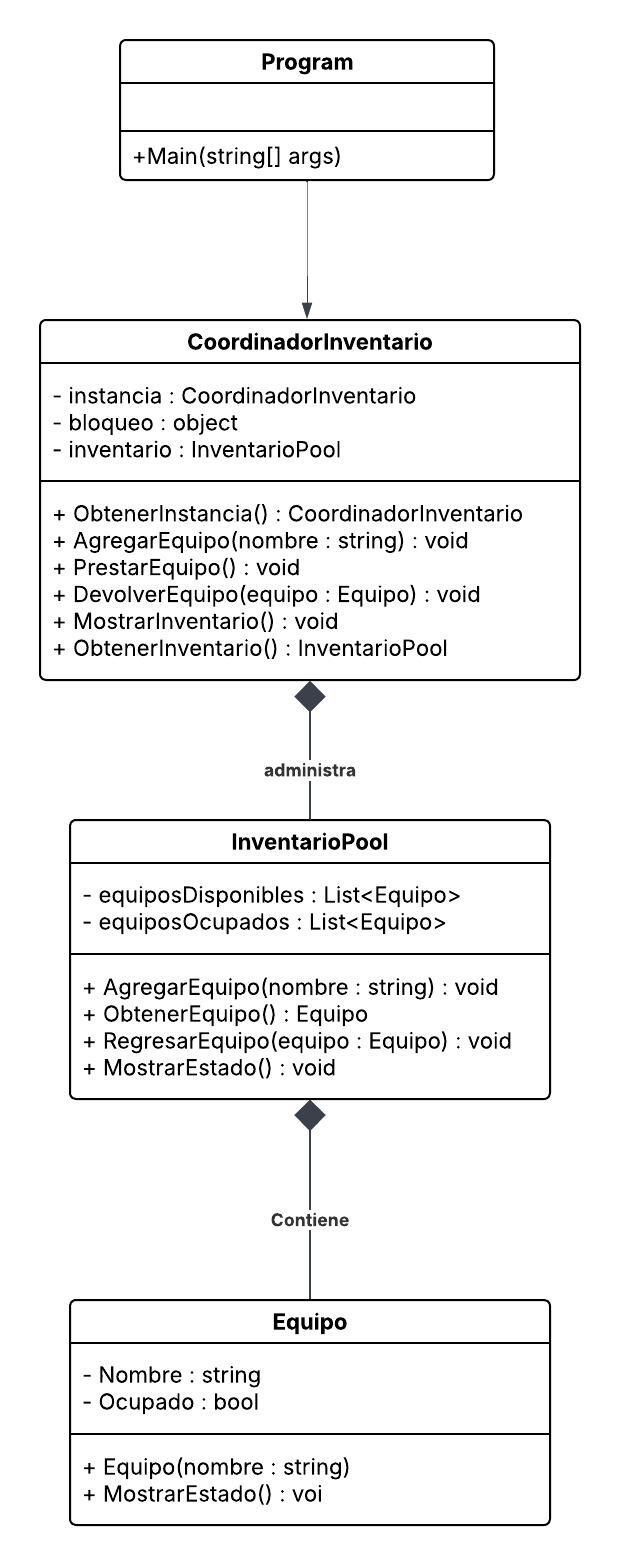 Program
+Main(string[] args)
CoordinadorInventario
- instancia : CoordinadorInventario
- bloqueo : object
- inventario : InventarioPool
+ ObtenerInstancia() : CoordinadorInventario
+ AgregarEquipo(nombre : string) : void
+ PrestarEquipo() : void
+ DevolverEquipo(equipo : Equipo) : void
+ MostrarInventario() : void
+ ObtenerInventario() : InventarioPool
administra
InventarioPool
- equiposDisponibles : List<Equipo>
- equiposOcupados : List<Equipo>
+ AgregarEquipo(nombre : string) : void
+ ObtenerEquipo() : Equipo
+ RegresarEquipo(equipo : Equipo) : void
+ MostrarEstado() : void
Contiene
Equipo
- Nombre : string
- Ocupado : bool
+ Equipo(nombre : string)
+ MostrarEstado() : voi